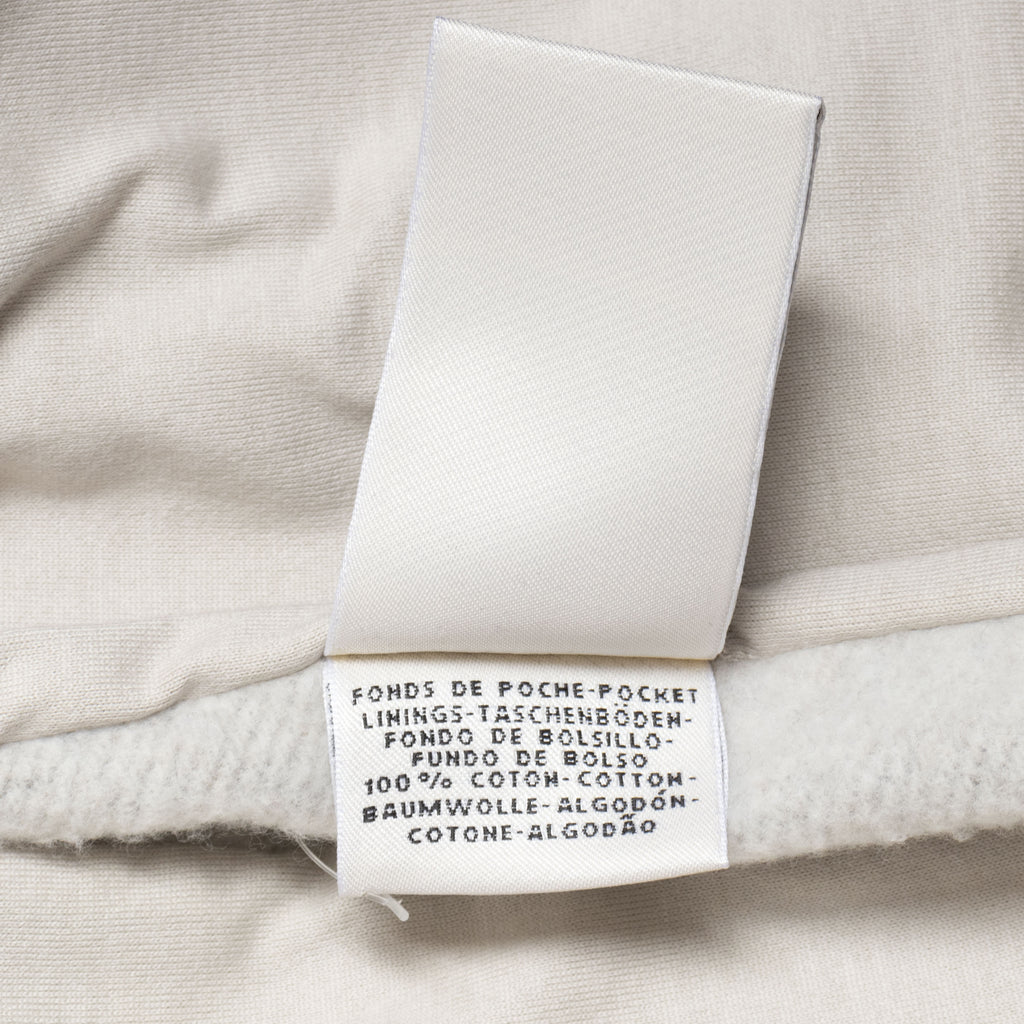 FONDS DE POCHE-POCKET
LININGS-TASCHENBÖDEN-
FONDO DE BOLSILLO-
FUNDO DE BOLSO
100% COTON-COTTON-
BAUMWOLLE-ALGODÓN-
COTONE-ALGODÃO